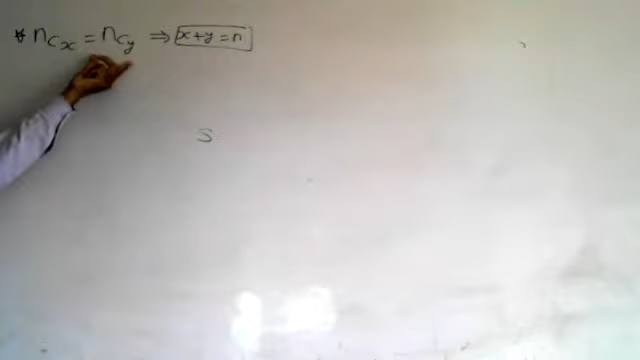 * nCx = nCy ⇒ x+y=n
S